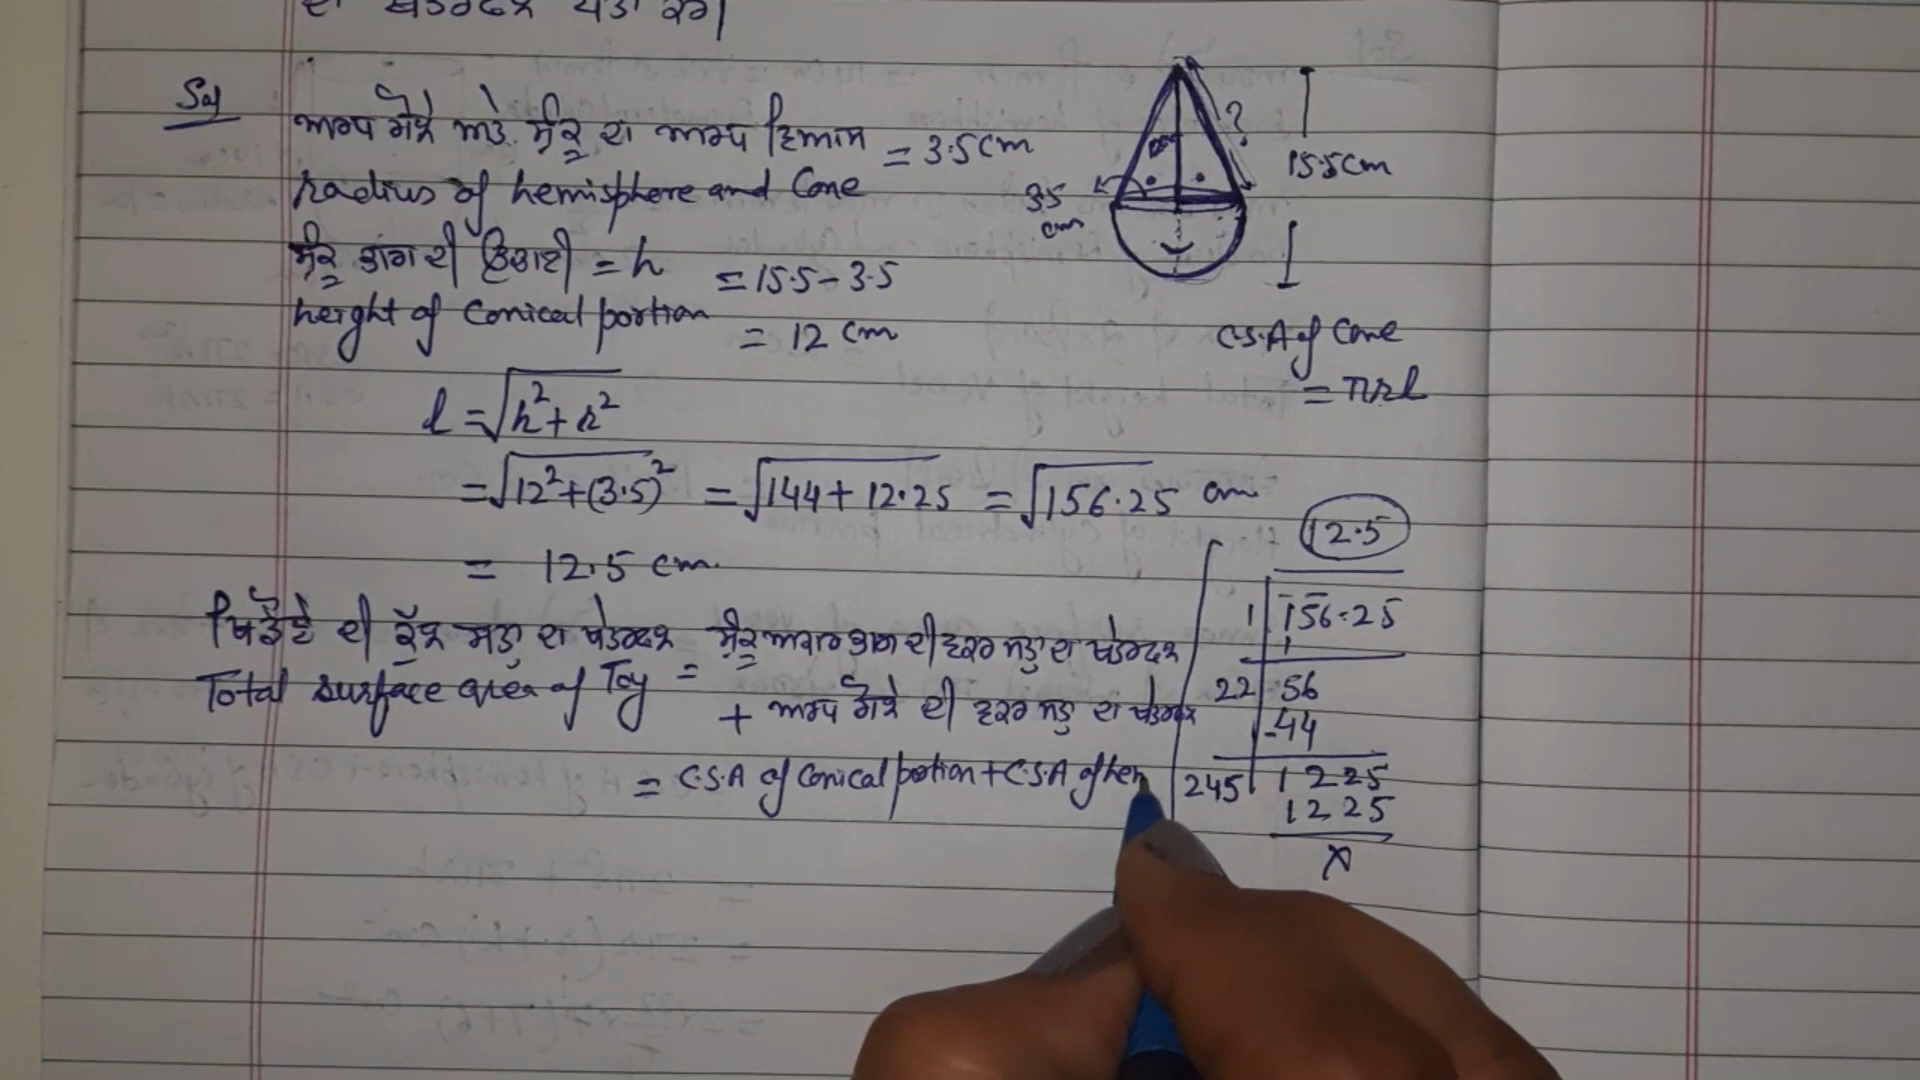 ਦਾ ਖੇਤਰਫਲ ਪਤਾ ਕਰੋ।
Sol
ਅਰਧ ਗੋਲੇ ਅਤੇ ਸ਼ੰਕੂ ਦਾ ਅਰਧ ਵਿਆਸ = 3.5 cm
radius of hemisphere and Cone
ਸ਼ੰਕੂ ਭਾਗ ਦੀ ਉਚਾਈ = h = 15.5 - 3.5
height of Conical portion = 12 cm
l = √h² + r²
= √12² + (3.5)² = √144 + 12.25 = √156.25 cm
= 12.5 cm
ਖਿਡੌਣੇ ਦੀ ਕੁੱਲ ਸਤ੍ਹਾ ਦਾ ਖੇਤਰਫਲ = ਸ਼ੰਕੂ ਅਕਾਰ ਭਾਗ ਦੀ ਵਕਰ ਸਤ੍ਹਾ ਦਾ ਖੇਤਰਫਲ
Total surface area of Toy + ਅਰਧ ਗੋਲੇ ਦੀ ਵਕਰ ਸਤ੍ਹਾ ਦਾ ਖੇਤਰਫਲ
= C.S.A of Conical portion + C.S.A of hem
?
15.5 cm
3.5
cm
C.S.A of Cone
= πrl
12.5
1 156.25
1
22 56
-44
245 1225
1225
x